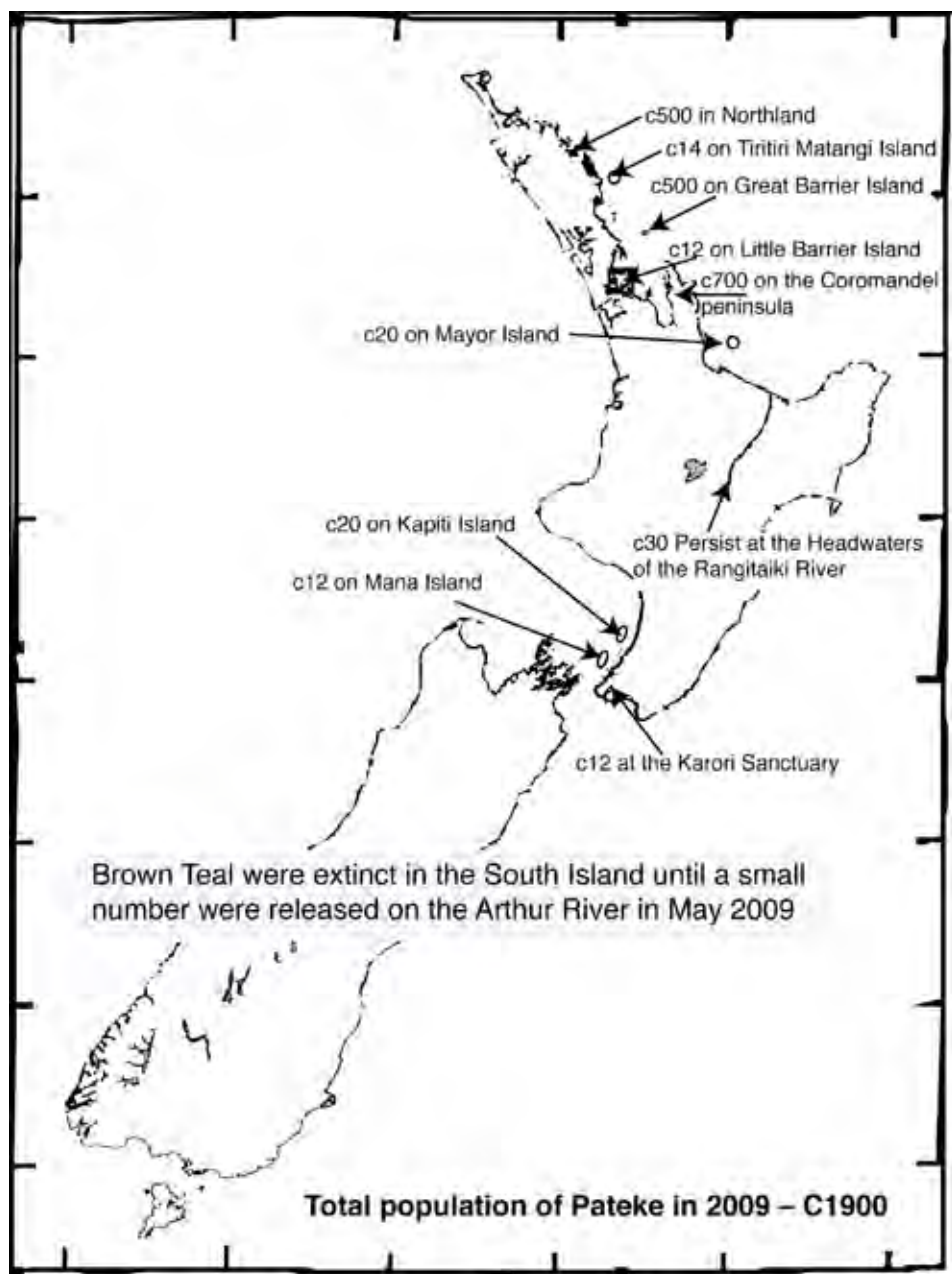 c500 in Northland
c14 on Tiritiri Matangi Island
c500 on Great Barrier Island
c12 on Little Barrier Island
c700 on the Coromandel
peninsula
c20 on Mayor Island
c20 on Kapiti Island
c30 Persist at the Headwaters
of the Rangitaiki River
c12 on Mana Island
c12 at the Karori Sanctuary
Brown Teal were extinct in the South Island until a small
number were released on the Arthur River in May 2009
Total population of Pateke in 2009 – C1900